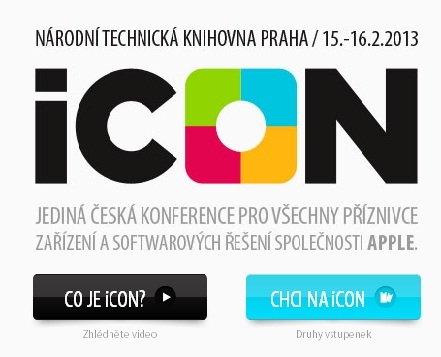 NÁRODNÍ TECHNICKÁ KNIHOVNA PRAHA / 15.-16.2.2013
iCON
JEDINÁ ČESKÁ KONFERENCE PRO VŠECHNY PŘÍZNIVCE
ZAŘÍZENÍ A SOFTWAROVÝCH ŘEŠENÍ SPOLEČNOSTI APPLE.
CO JE iCON? CHCI NA iCON
Zhlédněte video Druhy vstupenek